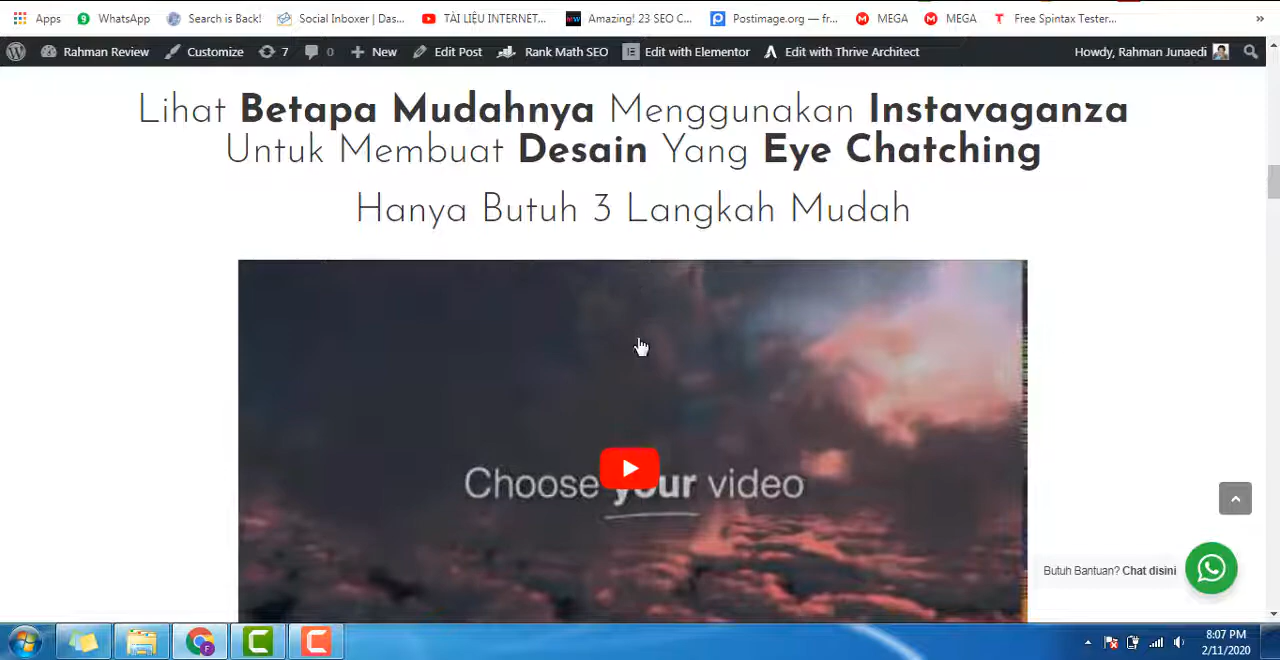 Apps WhatsApp Search is Back! Social Inboxer | Das... TÀI LIỆU INTERNET... Amazing! 23 SEO C... Postimage.org — fr... MEGA MEGA Free Spintax Tester... »
Rahman Review Customize 7 0 New Edit Post Rank Math SEO Edit with Elementor Edit with Thrive Architect Howdy, Rahman Junaedi
Lihat Betapa Mudahnya Menggunakan Instavaganza
Untuk Membuat Desain Yang Eye Chatching
Hanya Butuh 3 Langkah Mudah
Choose your video
Butuh Bantuan? Chat disini
8:07 PM
2/11/2020